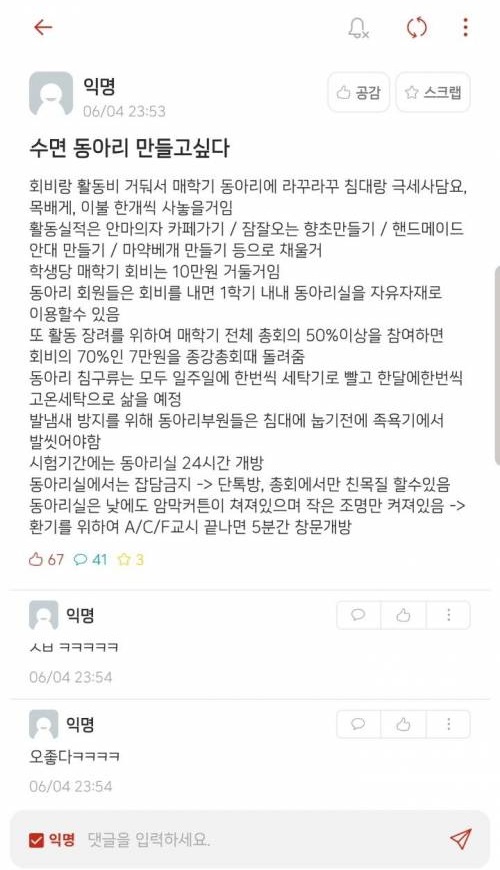 익명
06/04 23:53
공감
스크랩
수면 동아리 만들고싶다
회비랑 활동비 거둬서 매학기 동아리에 라꾸라꾸 침대랑 극세사담요,
목배게, 이불 한개씩 사놓을거임
활동실적은 안마의자 카페가기 / 잠잘오는 향초만들기 / 핸드메이드
안대 만들기 / 마약베개 만들기 등으로 채울거
학생당 매학기 회비는 10만원 거둘거임
동아리 회원들은 회비를 내면 1학기 내내 동아리실을 자유자재로
이용할수 있음
또 활동 장려를 위하여 매학기 전체 총회의 50%이상을 참여하면
회비의 70%인 7만원을 종강총회때 돌려줌
동아리 침구류는 모두 일주일에 한번씩 세탁기로 빨고 한달에한번씩
고온세탁으로 삶을 예정
발냄새 방지를 위해 동아리부원들은 침대에 눕기전에 족욕기에서
발씻어야함
시험기간에는 동아리실 24시간 개방
동아리실에서는 잡담금지 -> 단톡방, 총회에서만 친목질 할수있음
동아리실은 낮에도 암막커튼이 쳐져있으며 작은 조명만 켜져있음 ->
환기를 위하여 A/C/F교시 끝나면 5분간 창문개방
67 41 3
익명
ㅅㅂ ㅋㅋㅋㅋㅋ
06/04 23:54
익명
오좋다ㅋㅋㅋㅋ
06/04 23:54
익명 댓글을 입력하세요.